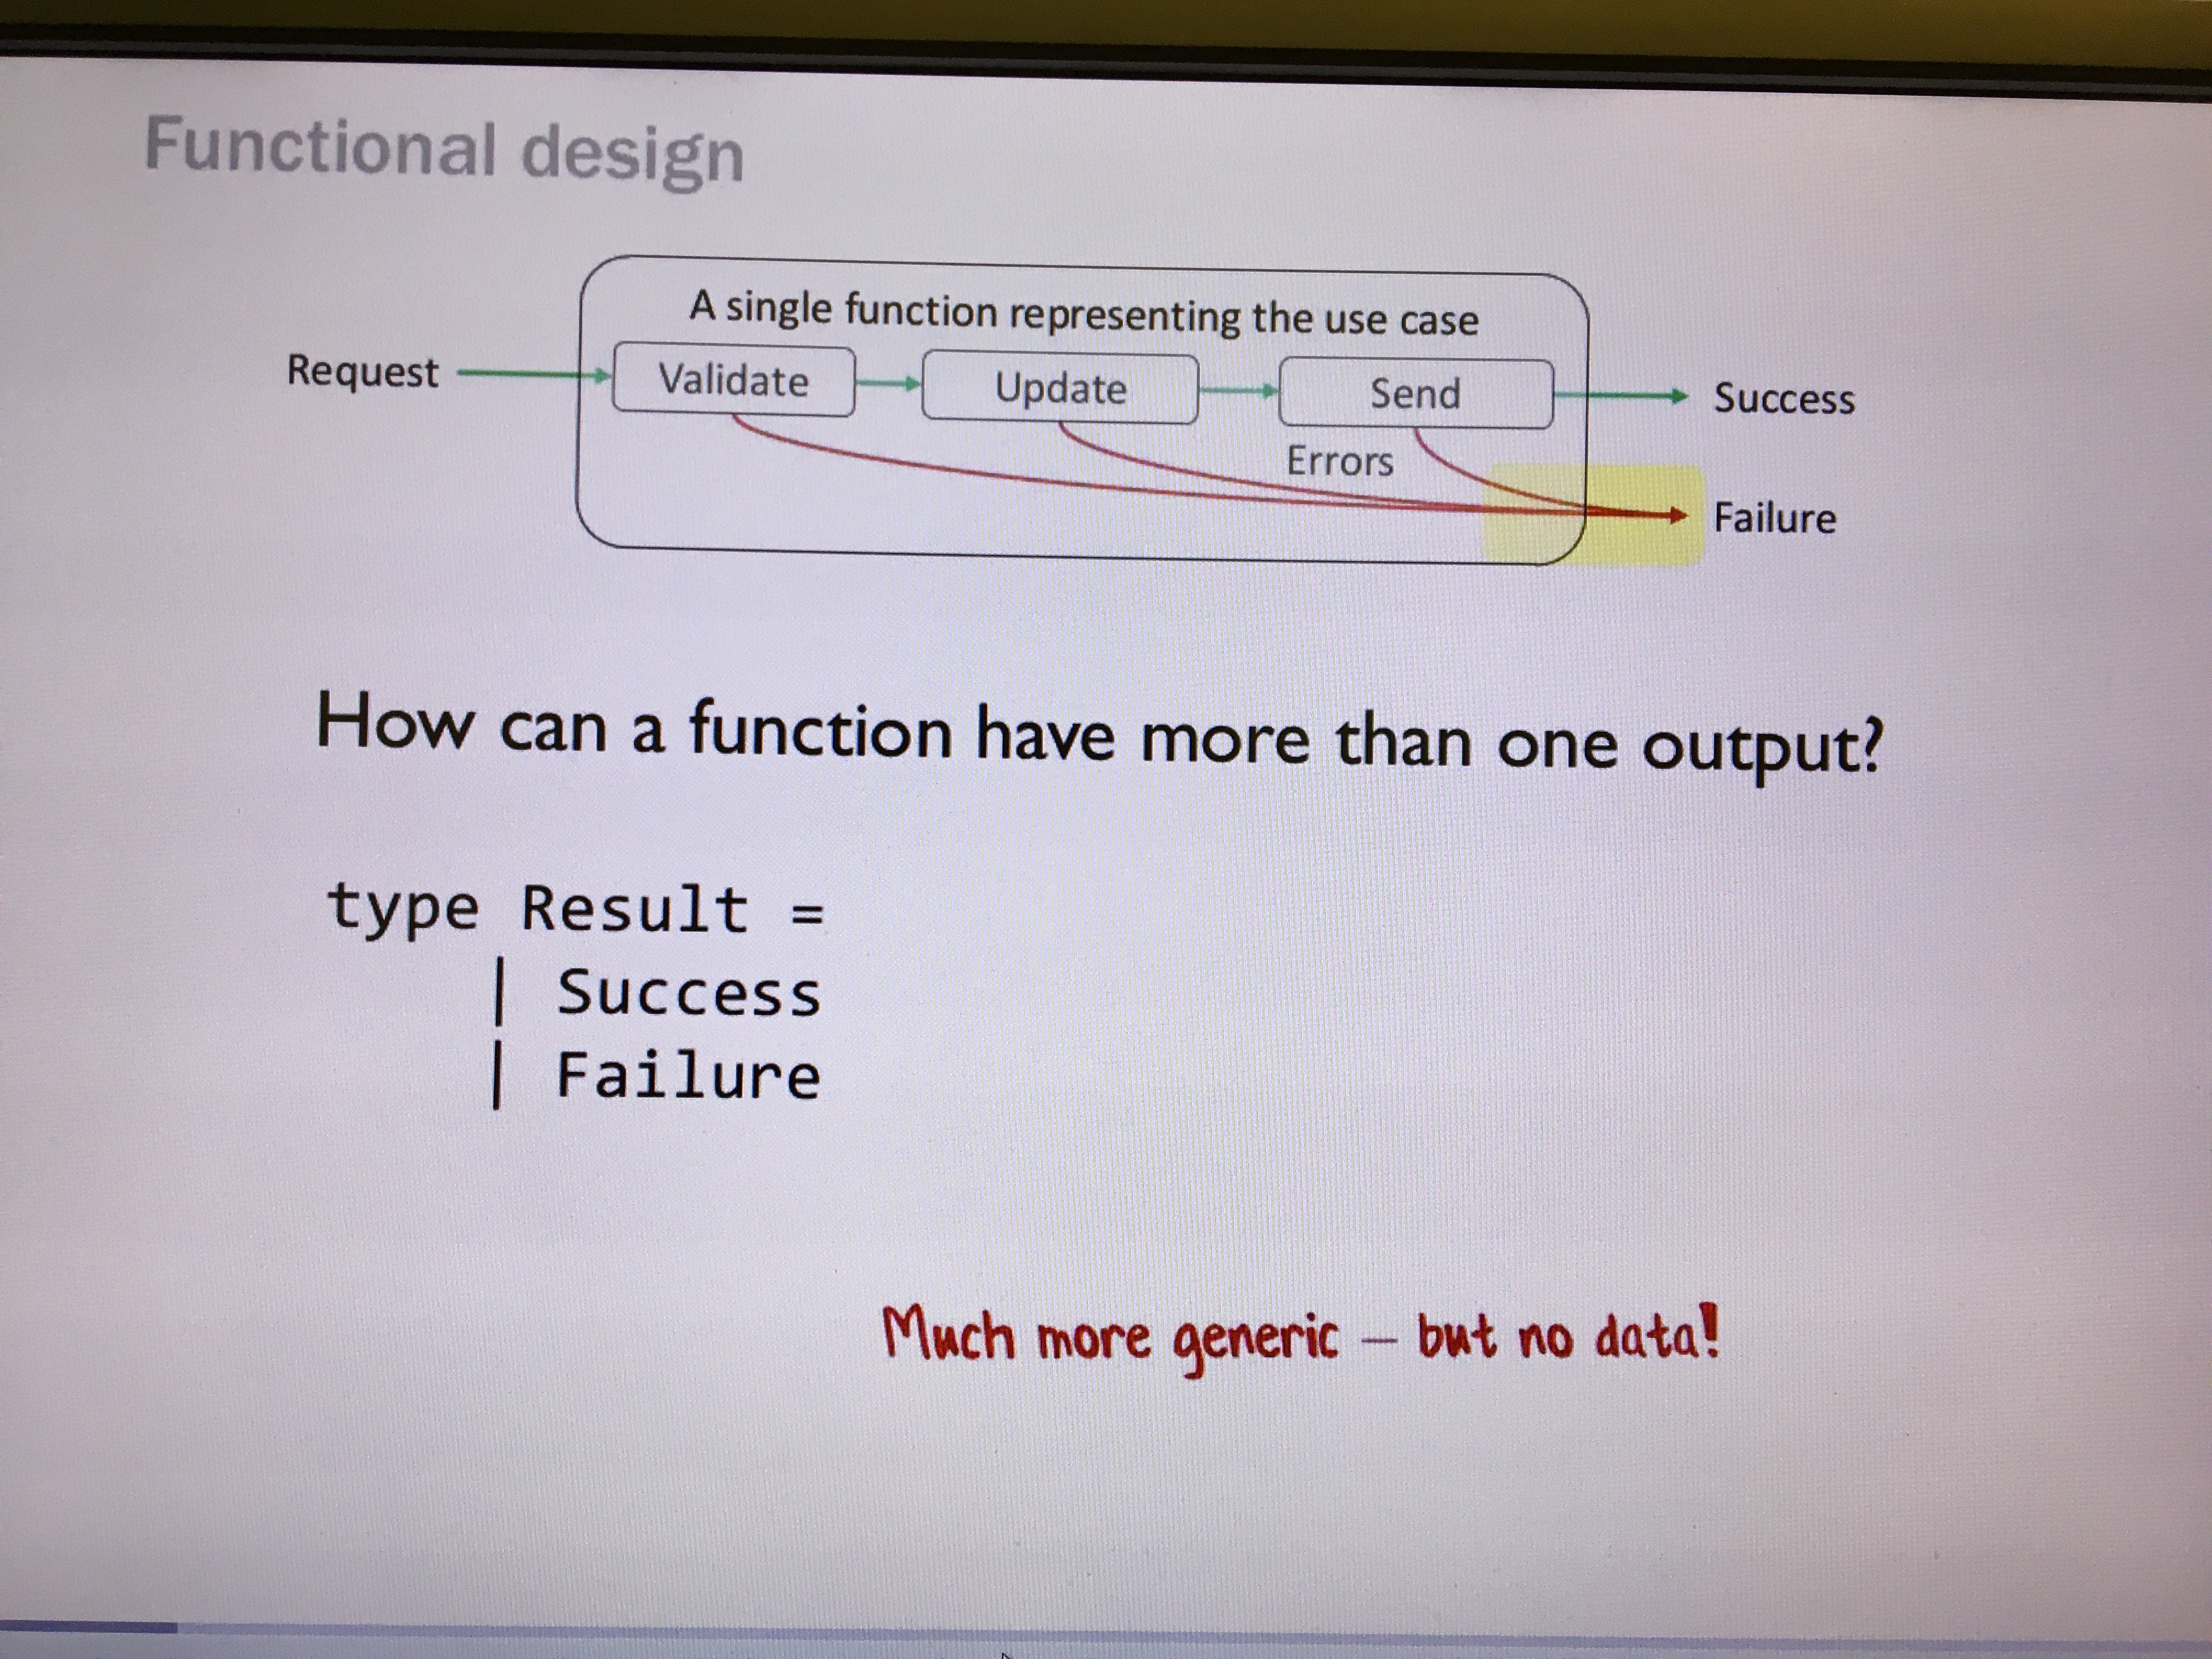 Functional design
A single function representing the use case
Request
Validate
Update
Send
Success
Errors
Failure
How can a function have more than one output?
type Result =
| Success
| Failure
Much more generic – but no data!